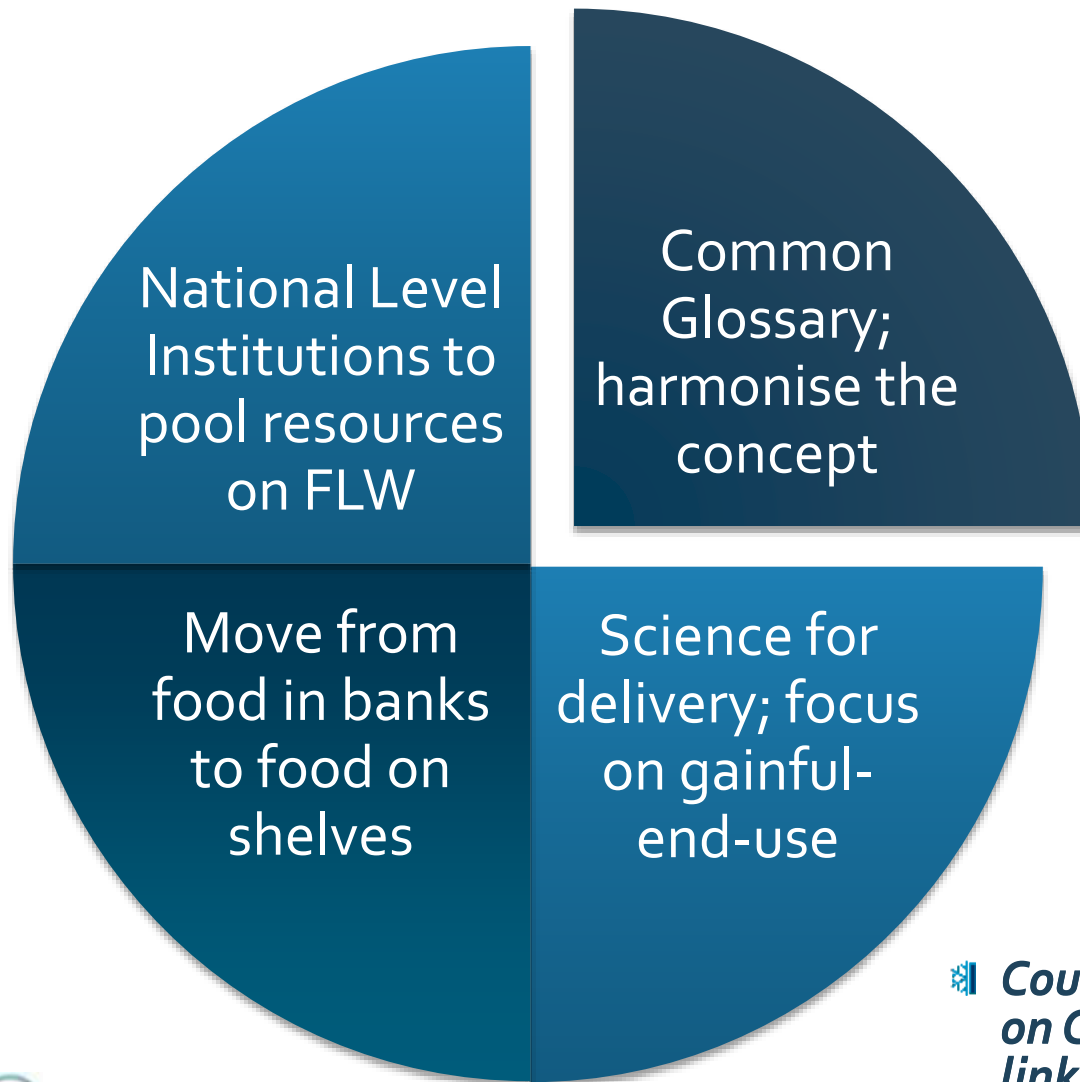 National Level
Institutions to
pool resources
on FLW
Common
Glossary;
harmonise the
concept
Move from
food in banks
to food on
shelves
Science for
delivery; focus
on gainful-
end-use
on